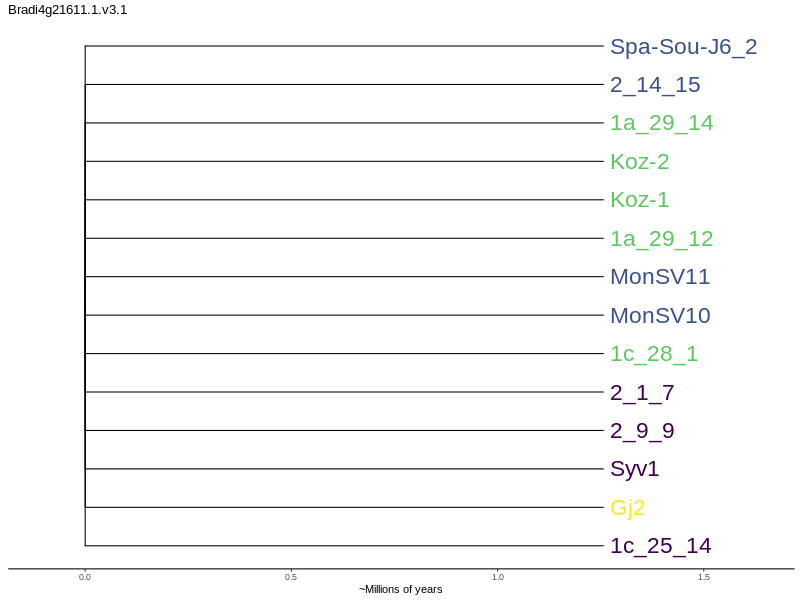 Bradi4g21611.1.v3.1
Spa-Sou-J6_2
2_14_15
1a_29_14
Koz-2
Koz-1
1a_29_12
MonSV11
MonSV10
1c_28_1
2_1_7
2_9_9
Syv1
Gj2
1c_25_14
0.0 0.5 1.0 1.5
~Millions of years